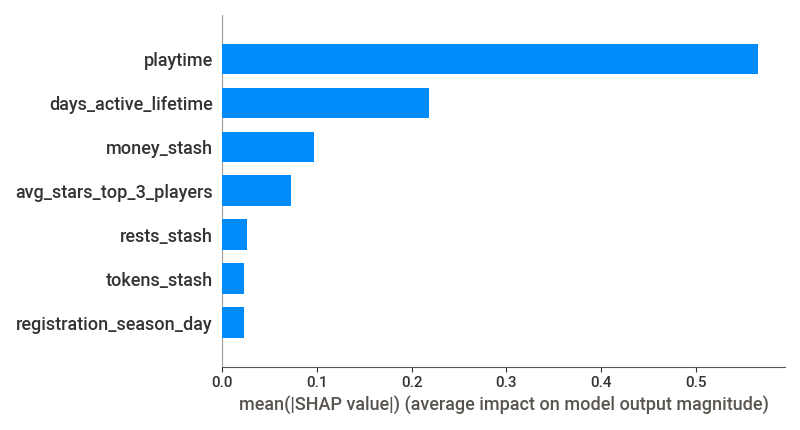 playtime
days_active_lifetime
money_stash
avg_stars_top_3_players
rests_stash
tokens_stash
registration_season_day
0.0 0.1 0.2 0.3 0.4 0.5
mean(|SHAP value|) (average impact on model output magnitude)